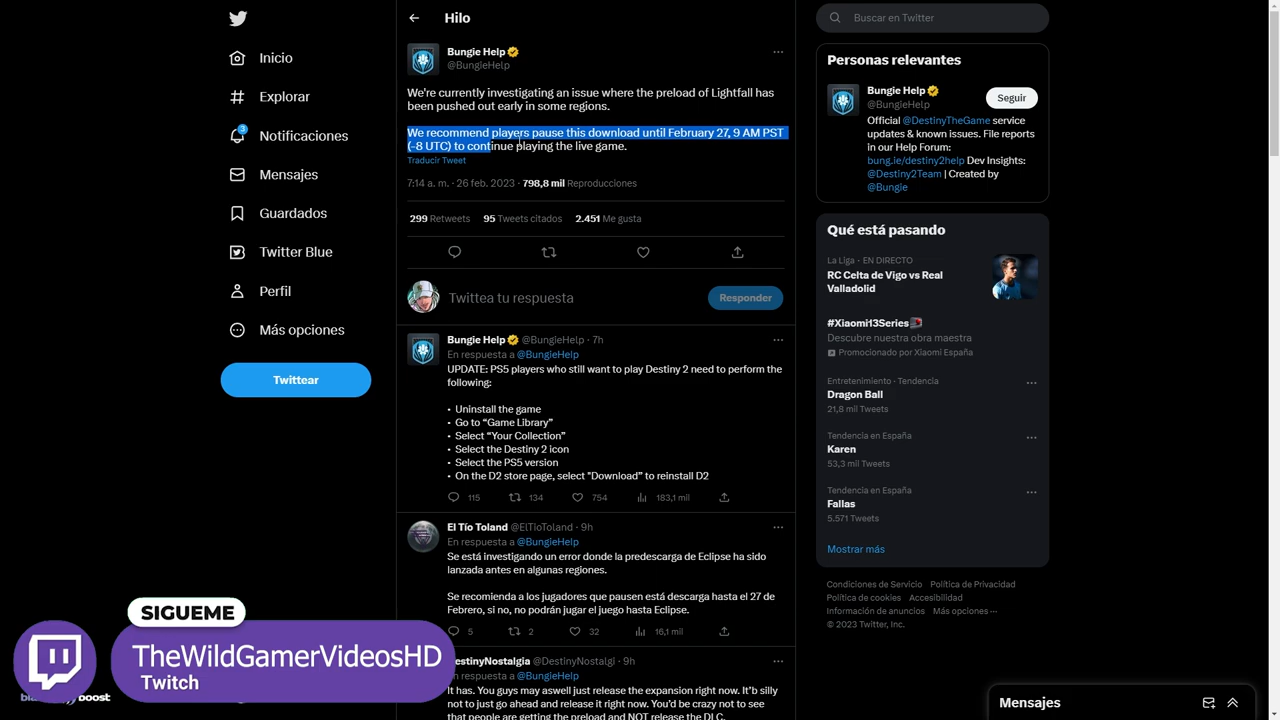 Inicio
Explorar
3
Notificaciones
Mensajes
Guardados
Twitter Blue
Perfil
Más opciones
Twittear
Hilo
Bungie Help
@BungieHelp
We're currently investigating an issue where the preload of Lightfall has
been pushed out early in some regions.
We recommend players pause this download until February 27, 9 AM PST
(-8 UTC) to continue playing the live game.
Traducir Tweet
7:14 a. m. · 26 feb. 2023 · 798,8 mil Reproducciones
299 Retweets 95 Tweets citados 2.451 Me gusta
Twittea tu respuesta
Responder
Bungie Help @BungieHelp · 7h
En respuesta a @BungieHelp
UPDATE: PS5 players who still want to play Destiny 2 need to perform the
following:
• Uninstall the game
• Go to “Game Library”
• Select “Your Collection”
• Select the Destiny 2 icon
• Select the PS5 version
• On the D2 store page, select "Download” to reinstall D2
115 134 754 183,1 mil
El Tío Toland @ElTioToland · 9h
En respuesta a @BungieHelp
Se está investigando un error donde la predescarga de Eclipse ha sido
lanzada antes en algunas regiones.
Se recomienda a los jugadores que pausen está descarga hasta el 27 de
Febrero, si no, no podrán jugar el juego hasta Eclipse.
5 2 32 16,1 mil
estinyNostalgia @DestinyNostalgi · 9h
En respuesta a @BungieHelp
It has. You guys may aswell just release the expansion right now. It'b silly
not to just go ahead and release it right now. You'd be crazy not to see
that people are getting the preload and NOT release the DLC.
Buscar en Twitter
Personas relevantes
Bungie Help
@BungieHelp
Seguir
Official @DestinyTheGame service
updates & known issues. File reports
in our Help Forum:
bung.ie/destiny2help Dev Insights:
@Destiny2Team | Created by
@Bungie
Qué está pasando
La Liga · EN DIRECTO
RC Celta de Vigo vs Real
Valladolid
#Xiaomi13Series
Descubre nuestra obra maestra
Promocionado por Xiaomi España
Entretenimiento · Tendencia
Dragon Ball
21,8 mil Tweets
Tendencia en España
Karen
53,3 mil Tweets
Tendencia en España
Fallas
5.571 Tweets
Mostrar más
Condiciones de Servicio Política de Privacidad
Política de cookies Accesibilidad
Información de anuncios Más opciones ···
© 2023 Twitter, Inc.
Mensajes
SIGUEME
TheWildGamerVideosHD
Twitch
boost